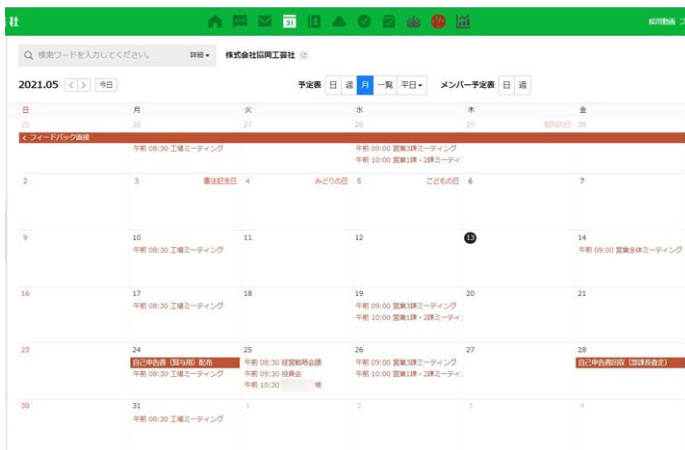 社
31
検索ワードを入力してください。 詳細 株式会社協同工芸社
2021.05 < > 今日 予定表 日 週 月 一覧 平日 メンバー予定表 日 週
日 月 火 水 木 金
25 26 27 28 29 昭和の日 30
フィードバック面接
午前 08:30 工場ミーティング 午前 09:00 営業3課ミーティング
午前 10:00 営業1課・2課ミーティ
2 3 憲法記念日 4 みどりの日 5 こどもの日 6 7
9 10 11 12 13 14
午前 08:30 工場ミーティング 午前 09:00 営業全体ミーティング
16 17 18 19 20 21
午前 08:30 工場ミーティング 午前 09:00 営業3課ミーティング
午前 10:00 営業1課・2課ミーティ
23 24 25 26 27 28
自己申告書（賞与用）配布 午前 08:30 経営戦略会議 午前 09:00 営業3課ミーティング 自己申告書回収（部課長査定）
午前 08:30 工場ミーティング 午前 09:30 役員会 午前 10:00 営業1課・2課ミーティ
午前 10:30 様
30 31 1 2 3 4
午前 08:30 工場ミーティング